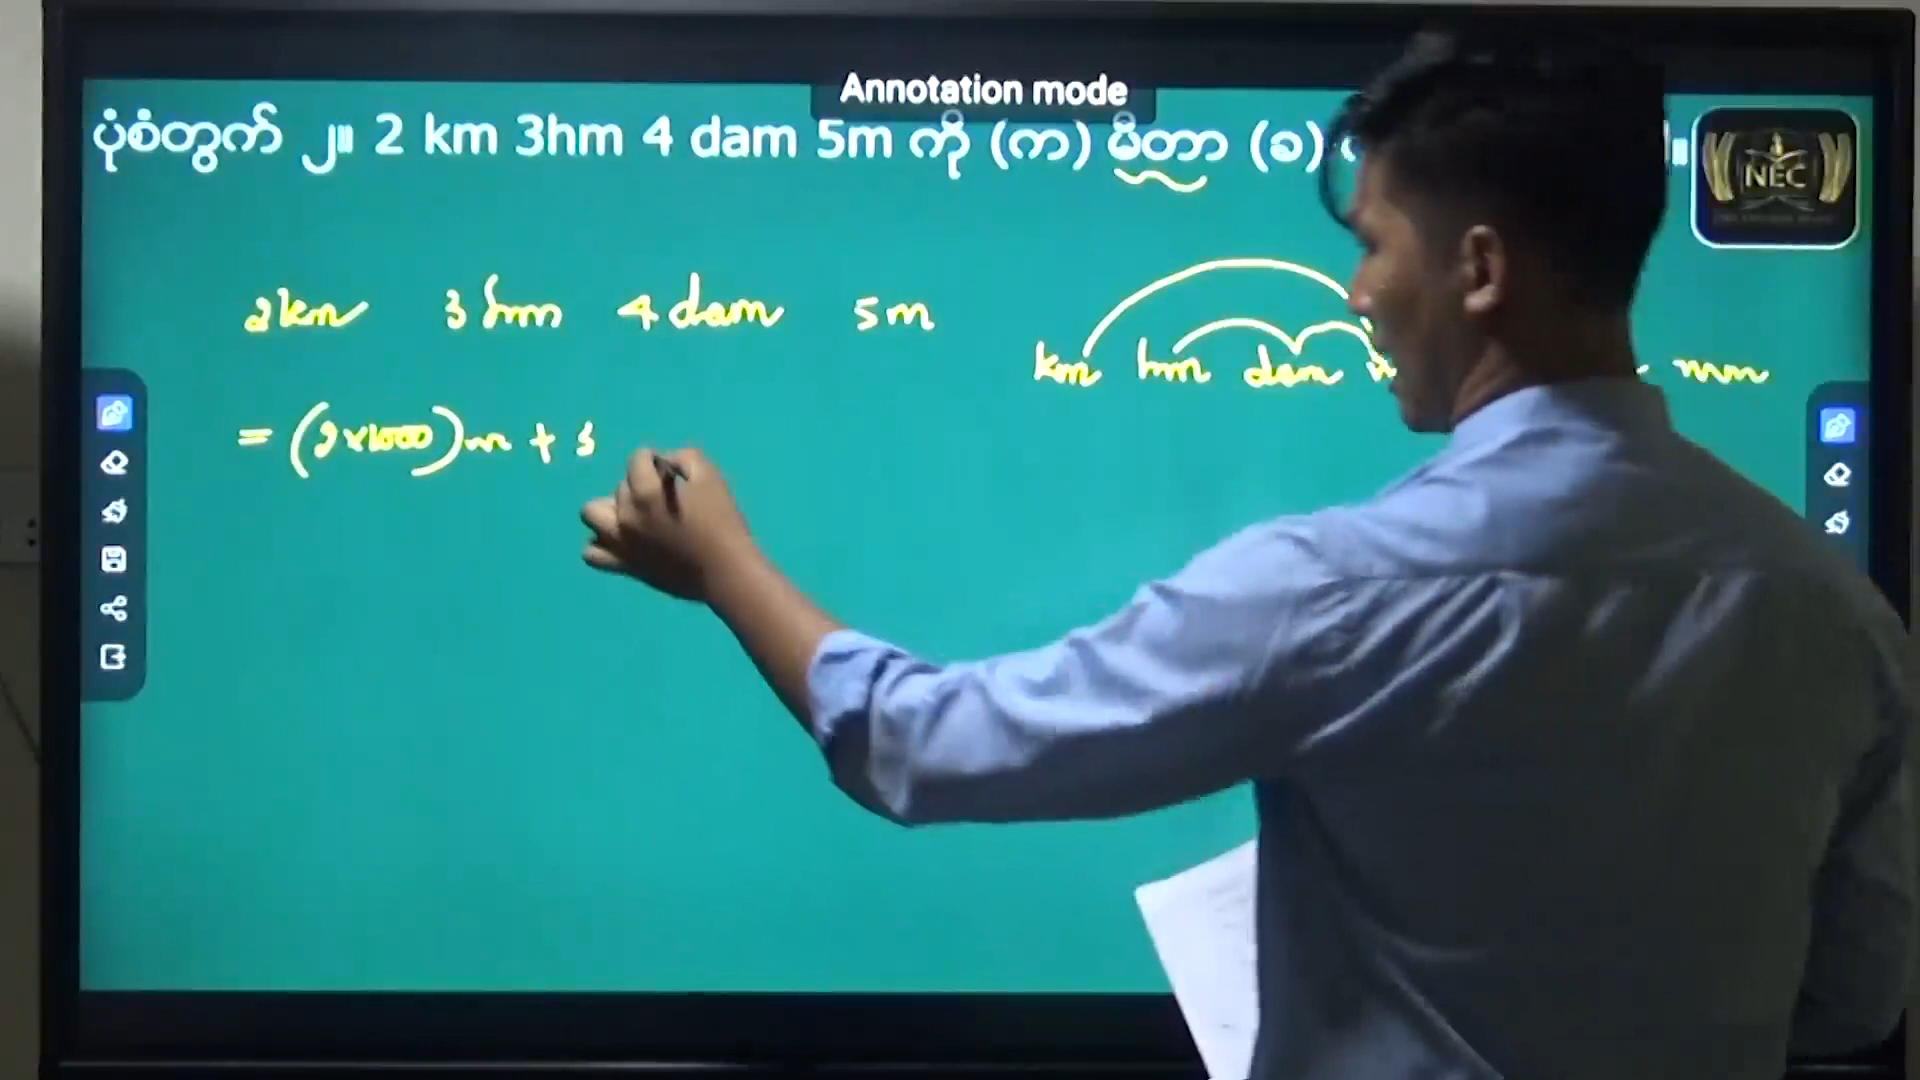 Annotation mode
ပုံစံတွက် ၂။ 2 km 3hm 4 dam 5m ကို (က) မီတာ (ခ)
NEC
2km 3hm 4dam 5m
km hm dam mm
= (2×1000)m + 3